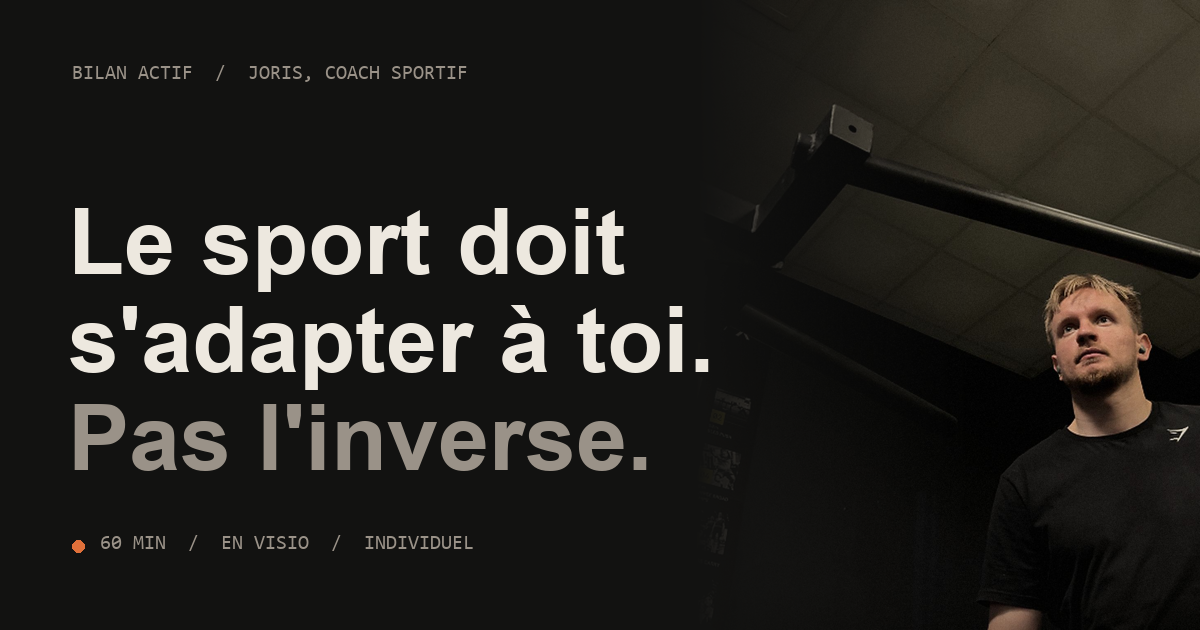 BILAN ACTIF / JORIS, COACH SPORTIF
Le sport doit
s'adapter à toi.
Pas l'inverse.
60 MIN / EN VISIO / INDIVIDUEL